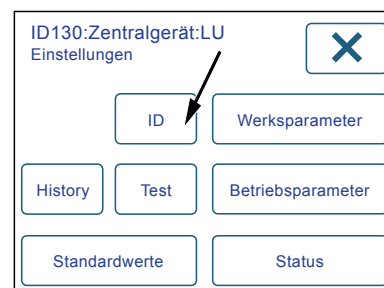 ID130:Zentralgerät:LU
Einstellungen
ID
Werksparameter
History
Test
Betriebsparameter
Standardwerte
Status